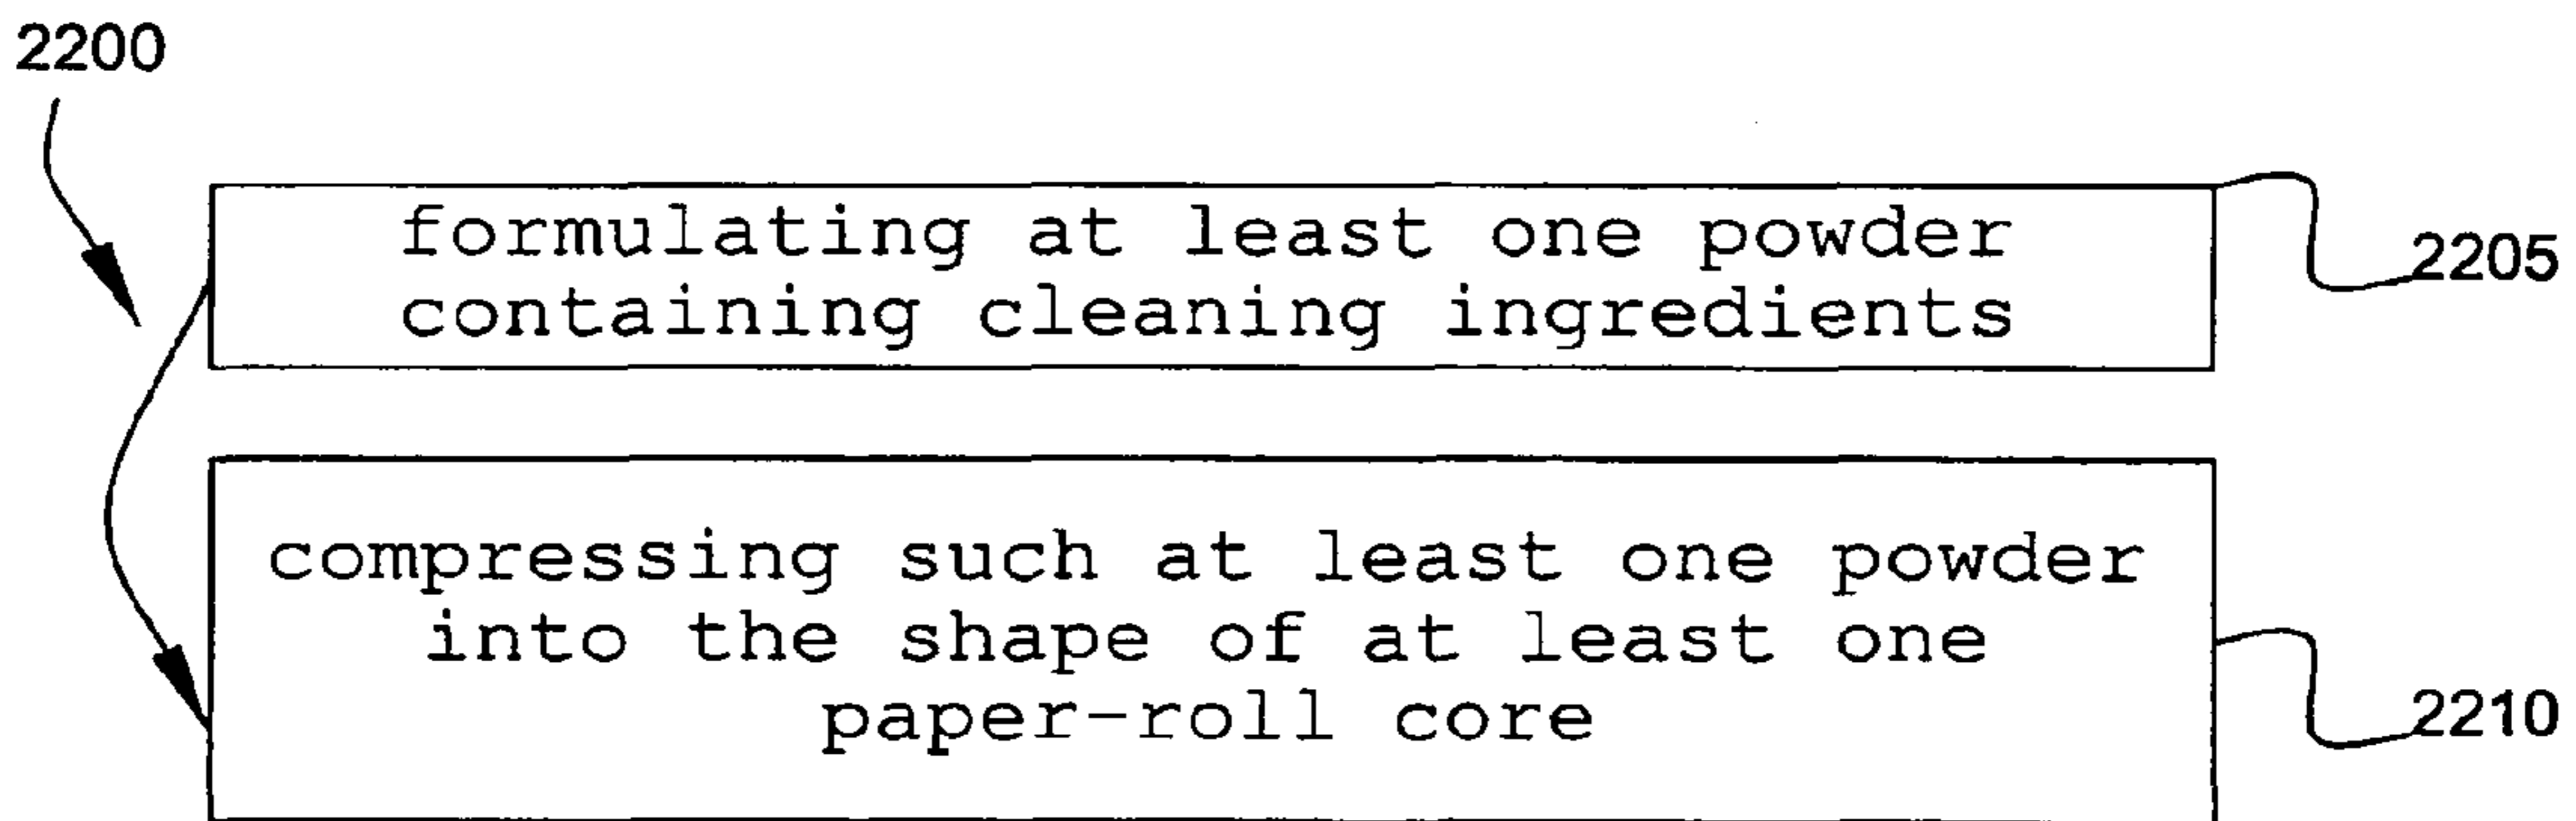 2200
formulating at least one powder
containing cleaning ingredients
2205
compressing such at least one powder
into the shape of at least one
paper-roll core
2210